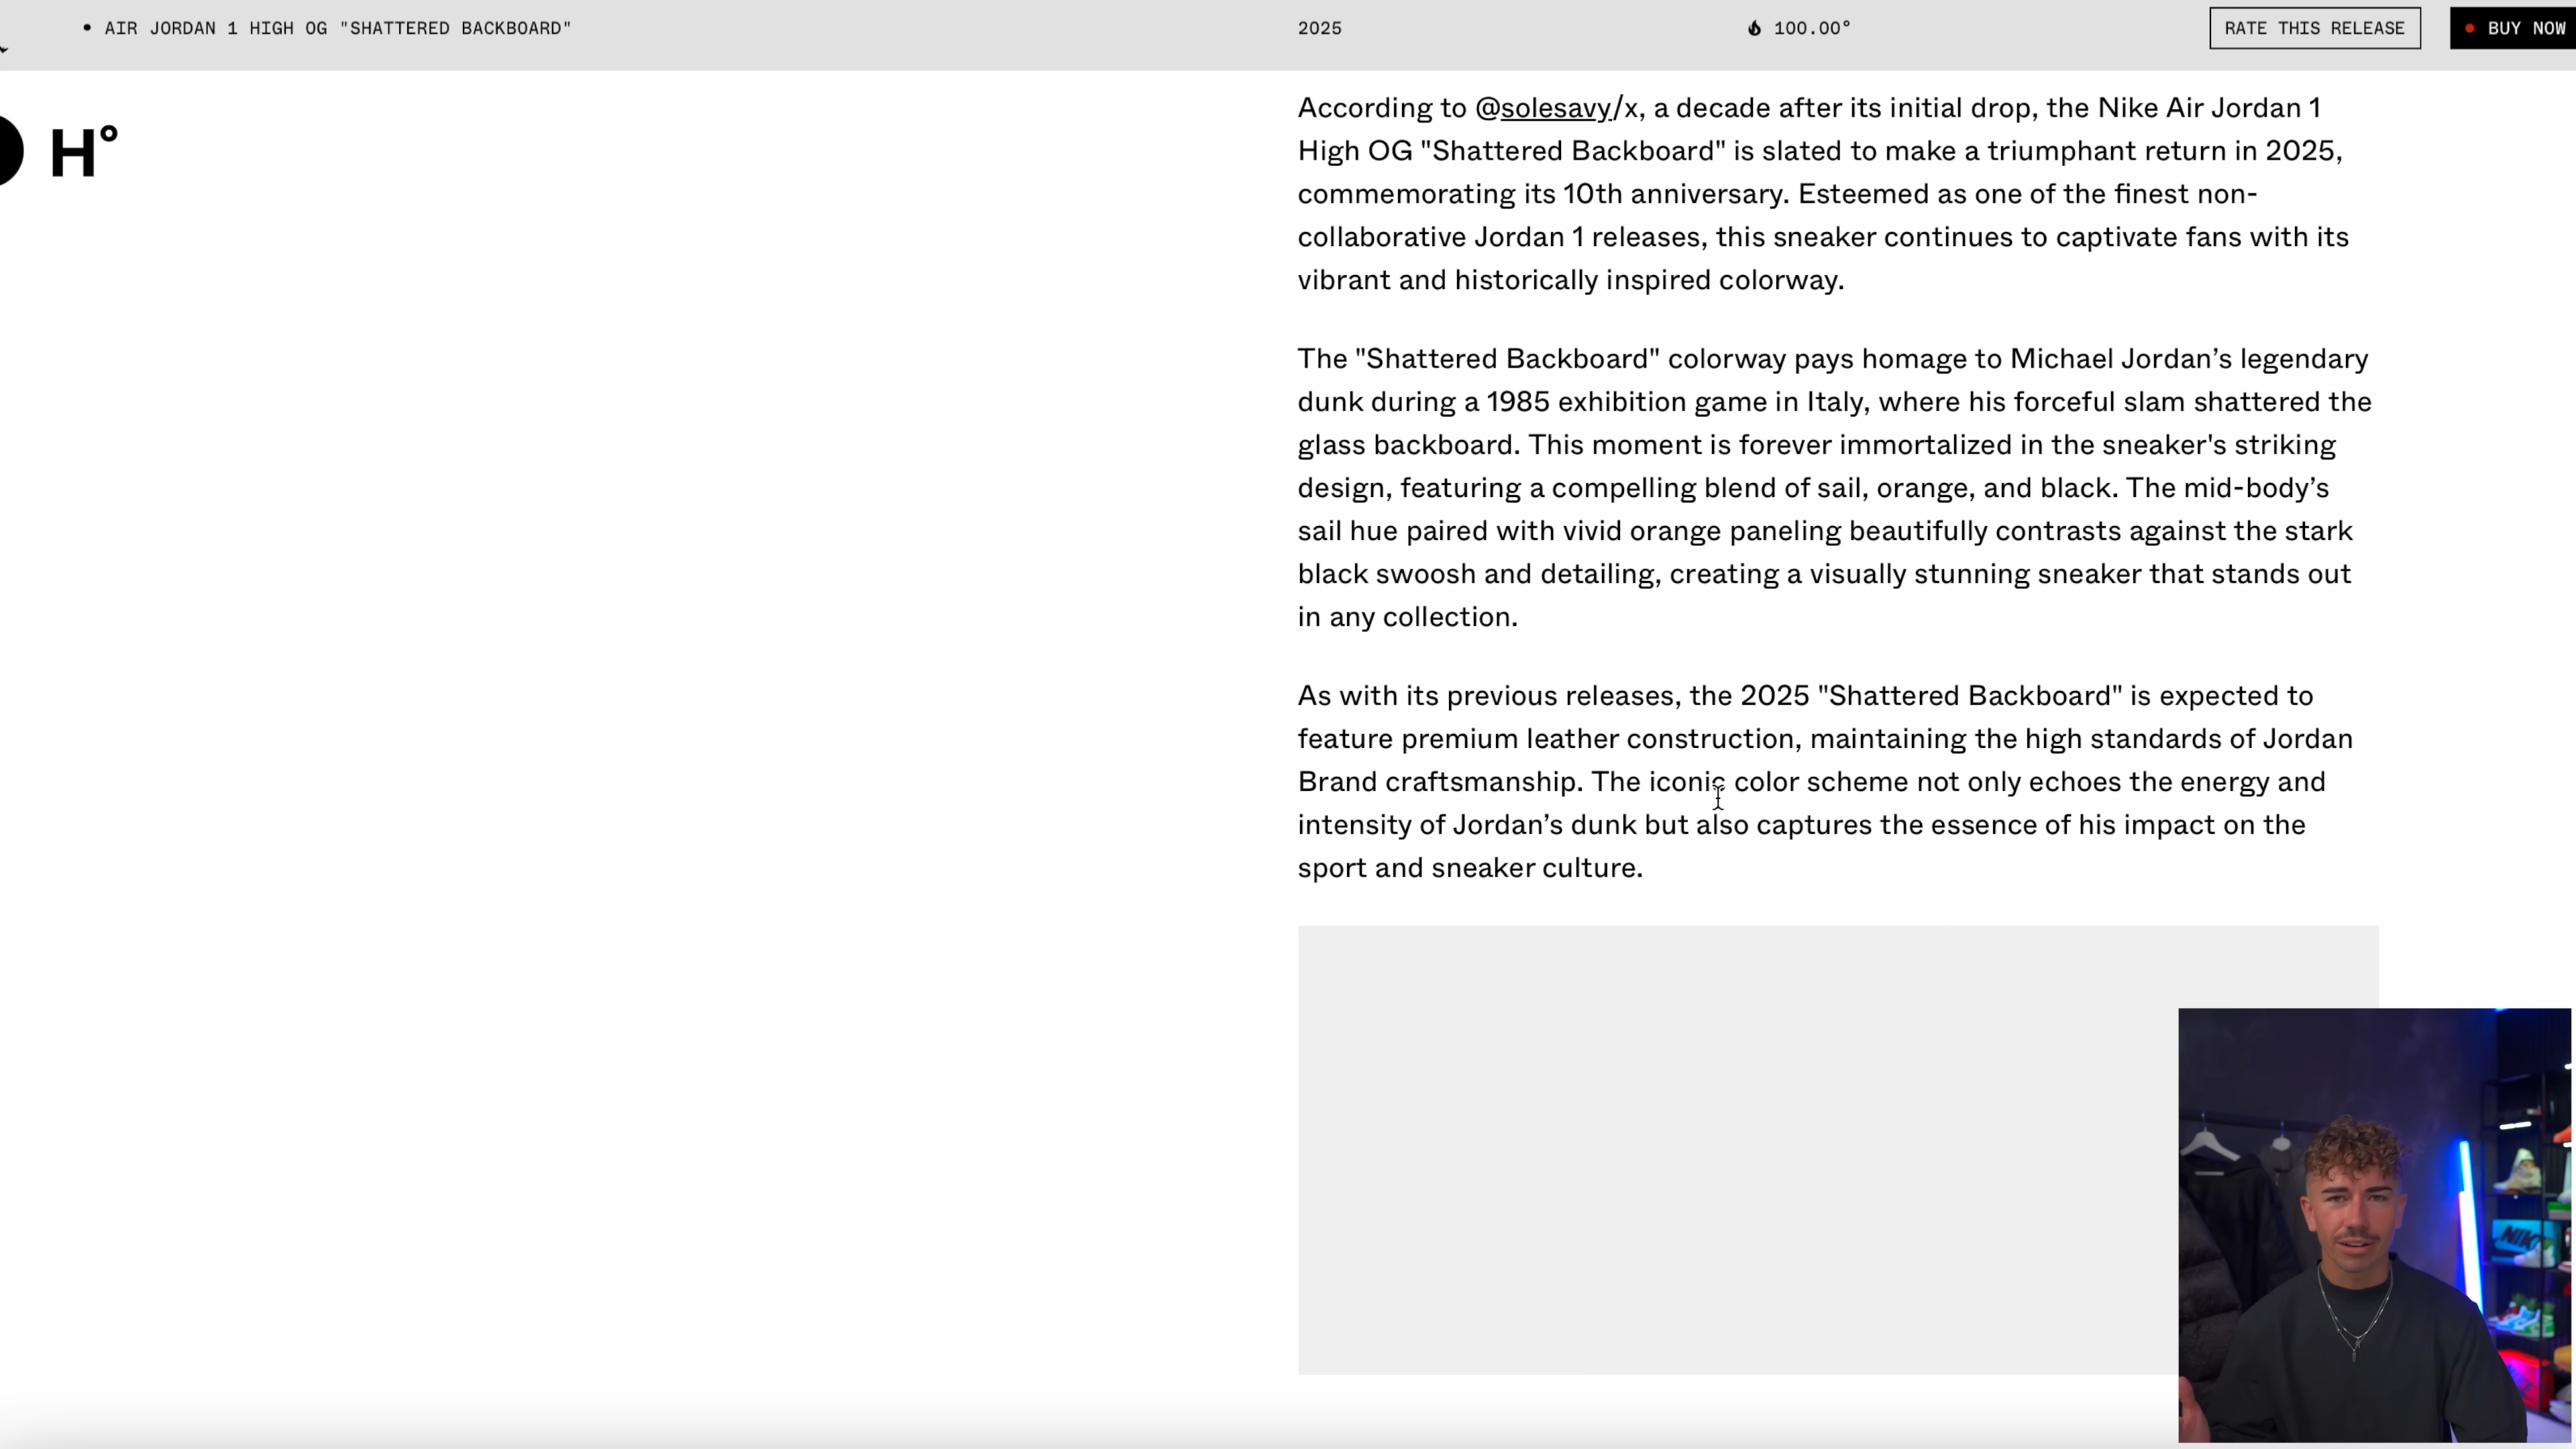 • AIR JORDAN 1 HIGH OG "SHATTERED BACKBOARD"
2025
100.00°
RATE THIS RELEASE
BUY NOW
H°
According to @solesavy/x, a decade after its initial drop, the Nike Air Jordan 1
High OG "Shattered Backboard" is slated to make a triumphant return in 2025,
commemorating its 10th anniversary. Esteemed as one of the finest non-
collaborative Jordan 1 releases, this sneaker continues to captivate fans with its
vibrant and historically inspired colorway.
The "Shattered Backboard" colorway pays homage to Michael Jordan’s legendary
dunk during a 1985 exhibition game in Italy, where his forceful slam shattered the
glass backboard. This moment is forever immortalized in the sneaker's striking
design, featuring a compelling blend of sail, orange, and black. The mid-body’s
sail hue paired with vivid orange paneling beautifully contrasts against the stark
black swoosh and detailing, creating a visually stunning sneaker that stands out
in any collection.
As with its previous releases, the 2025 "Shattered Backboard" is expected to
feature premium leather construction, maintaining the high standards of Jordan
Brand craftsmanship. The iconic color scheme not only echoes the energy and
intensity of Jordan’s dunk but also captures the essence of his impact on the
sport and sneaker culture.
NIKE